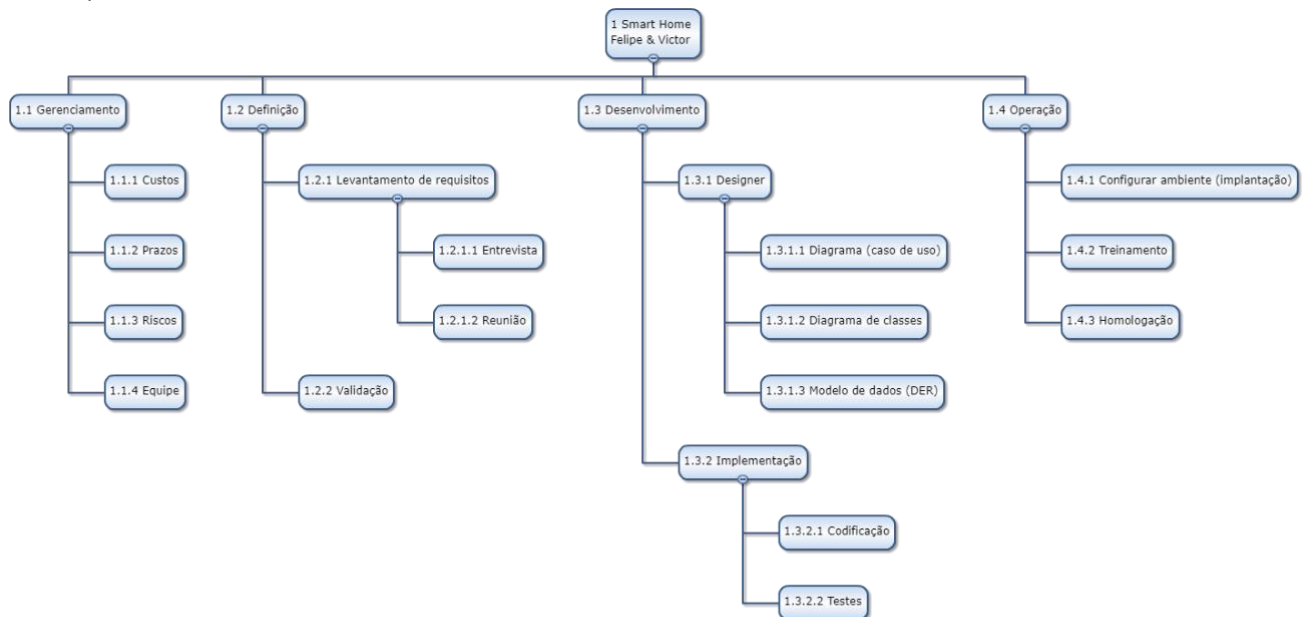 1 Smart Home
Felipe & Victor
1.1 Gerenciamento
1.1.1 Custos
1.1.2 Prazos
1.1.3 Riscos
1.1.4 Equipe
1.2 Definição
1.2.1 Levantamento de requisitos
1.2.1.1 Entrevista
1.2.1.2 Reunião
1.2.2 Validação
1.3 Desenvolvimento
1.3.1 Designer
1.3.1.1 Diagrama (caso de uso)
1.3.1.2 Diagrama de classes
1.3.1.3 Modelo de dados (DER)
1.3.2 Implementação
1.3.2.1 Codificação
1.3.2.2 Testes
1.4 Operação
1.4.1 Configurar ambiente (implantação)
1.4.2 Treinamento
1.4.3 Homologação